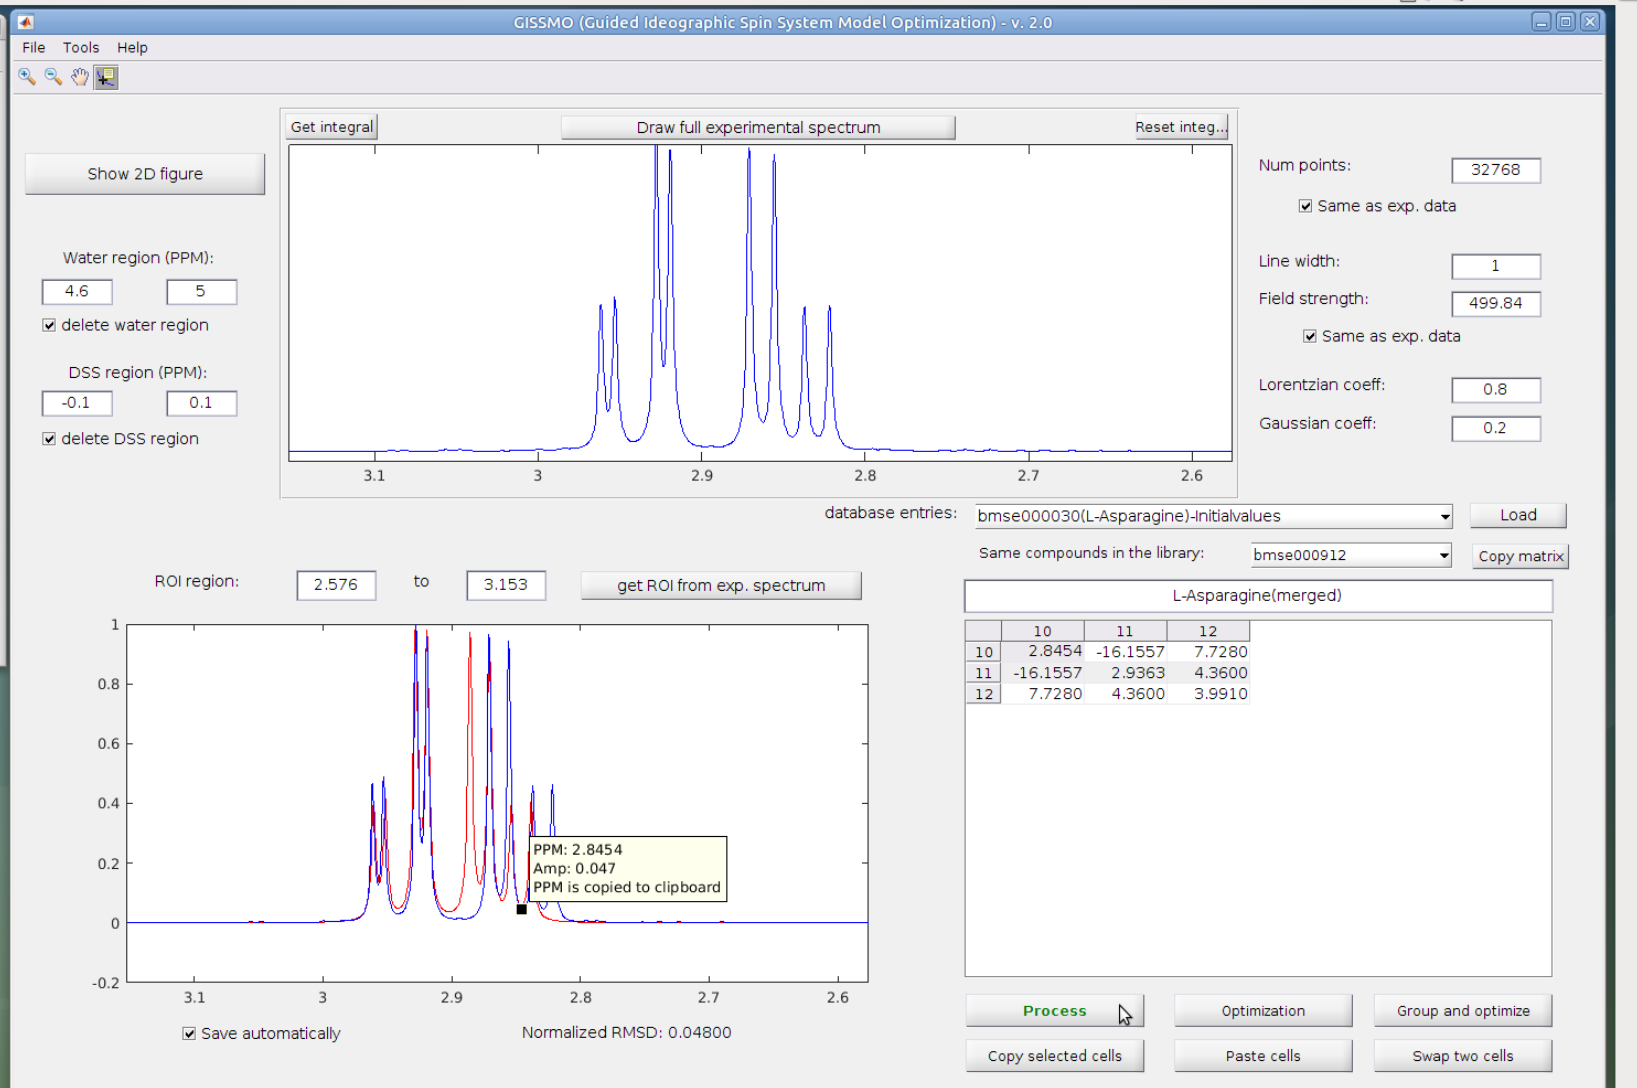 GISSMO (Guided Ideographic Spin System Model Optimization) - v. 2.0
File Tools Help
Get integral Draw full experimental spectrum Reset integ...
Show 2D figure
Water region (PPM):
4.6 5
delete water region
DSS region (PPM):
-0.1 0.1
delete DSS region
3.1 3 2.9 2.8 2.7 2.6
Num points: 32768
Same as exp. data
Line width: 1
Field strength: 499.84
Same as exp. data
Lorentzian coeff: 0.8
Gaussian coeff: 0.2
database entries: bmse000030(L-Asparagine)-Initialvalues Load
Same compounds in the library: bmse000912 Copy matrix
ROI region: 2.576 to 3.153 get ROI from exp. spectrum
L-Asparagine(merged)
10 11 12
10 2.8454 -16.1557 7.7280
11 -16.1557 2.9363 4.3600
12 7.7280 4.3600 3.9910
1
0.8
0.6
0.4
0.2
0
-0.2
PPM: 2.8454
Amp: 0.047
PPM is copied to clipboard
3.1 3 2.9 2.8 2.7 2.6
Save automatically Normalized RMSD: 0.04800
Process Optimization Group and optimize
Copy selected cells Paste cells Swap two cells